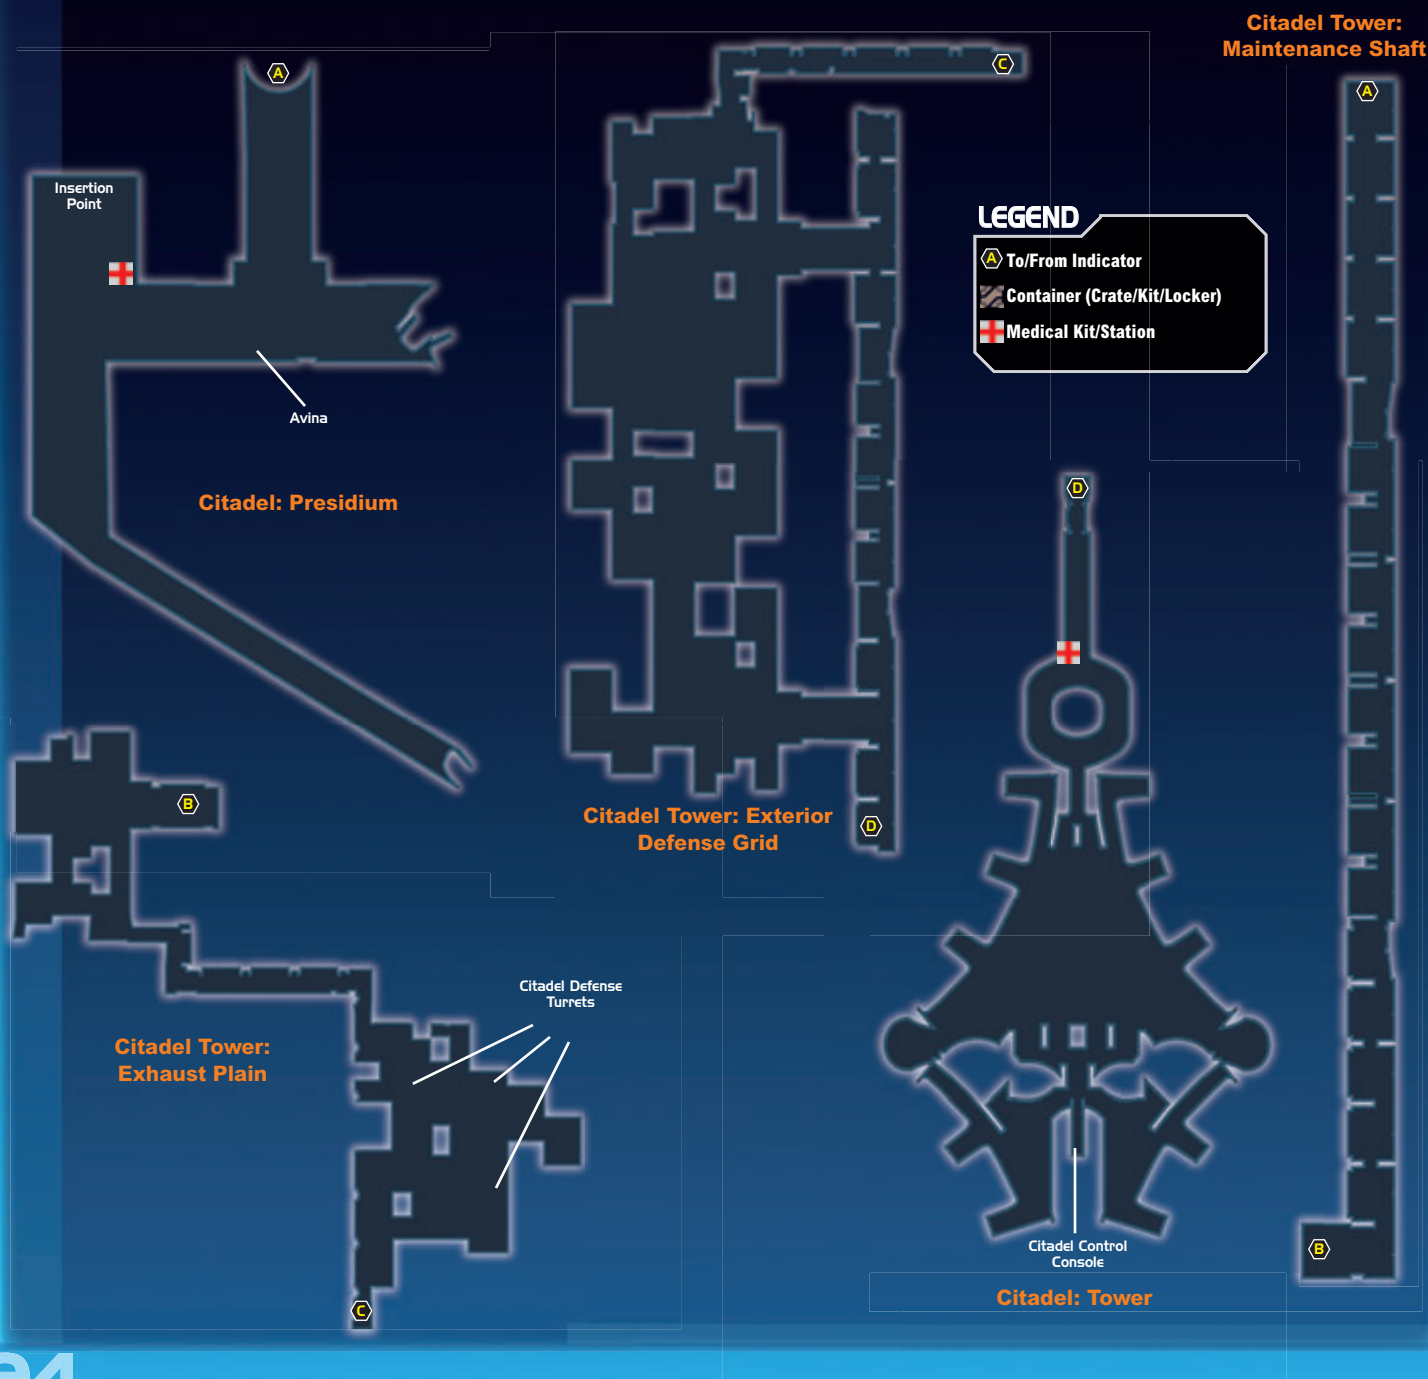 Citadel Tower:
Maintenance Shaft
A
C
A
Insertion
Point
LEGEND
A To/From Indicator
Container (Crate/Kit/Locker)
Medical Kit/Station
Avina
Citadel: Presidium
D
B
Citadel Tower: Exterior
Defense Grid
D
Citadel Defense
Turrets
Citadel Tower:
Exhaust Plain
Citadel Control
Console
B
Citadel: Tower
C